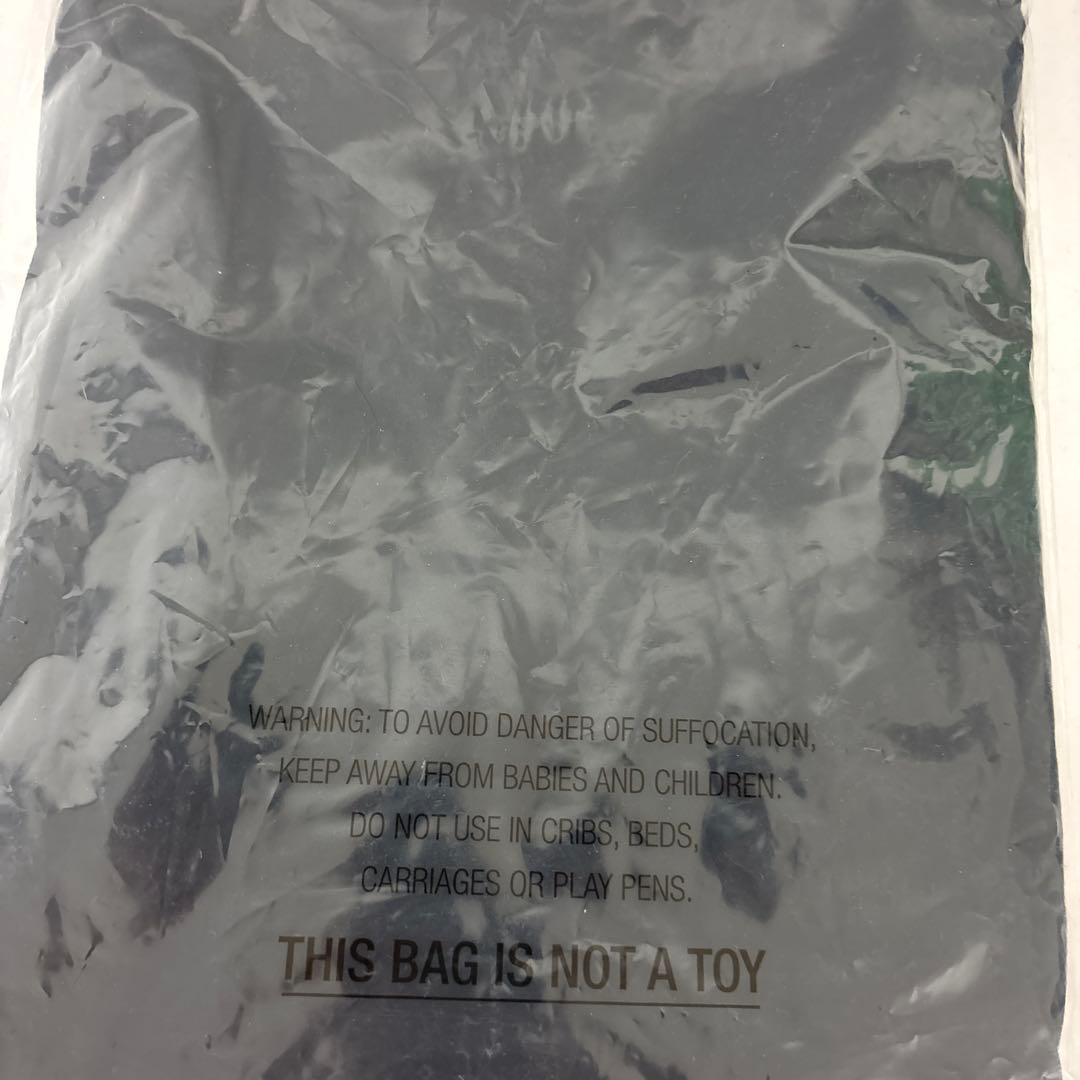 WARNING: TO AVOID DANGER OF SUFFOCATION,
KEEP AWAY FROM BABIES AND CHILDREN.
DO NOT USE IN CRIBS, BEDS,
CARRIAGES OR PLAY PENS.
THIS BAG IS NOT A TOY